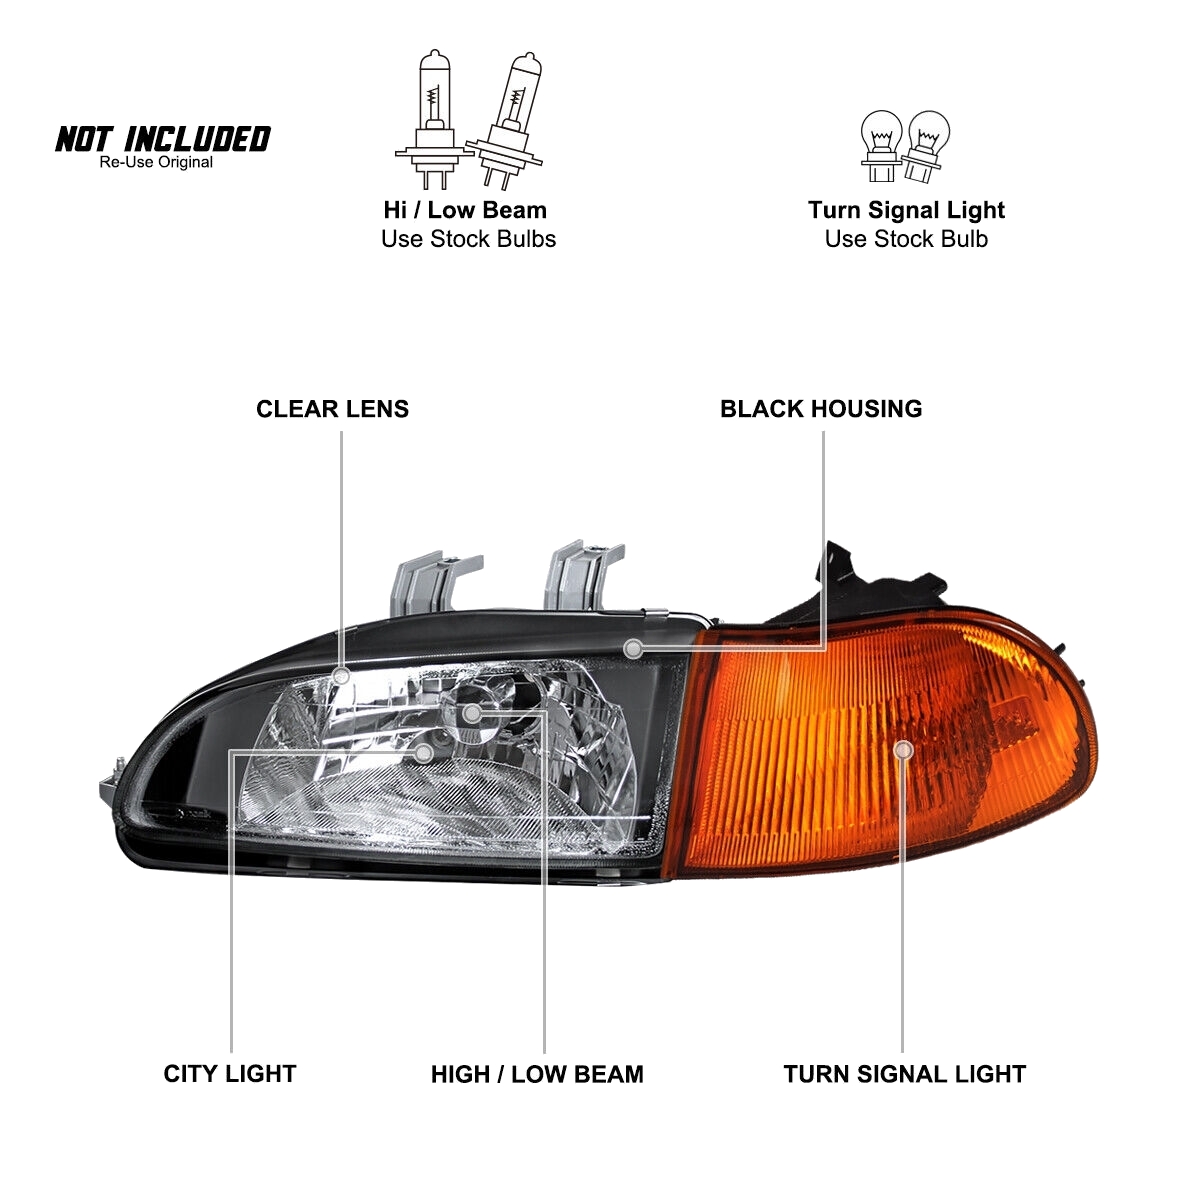 NOT INCLUDED
Re-Use Original
Hi / Low Beam
Use Stock Bulbs
Turn Signal Light
Use Stock Bulb
CLEAR LENS
BLACK HOUSING
CITY LIGHT
HIGH / LOW BEAM
TURN SIGNAL LIGHT